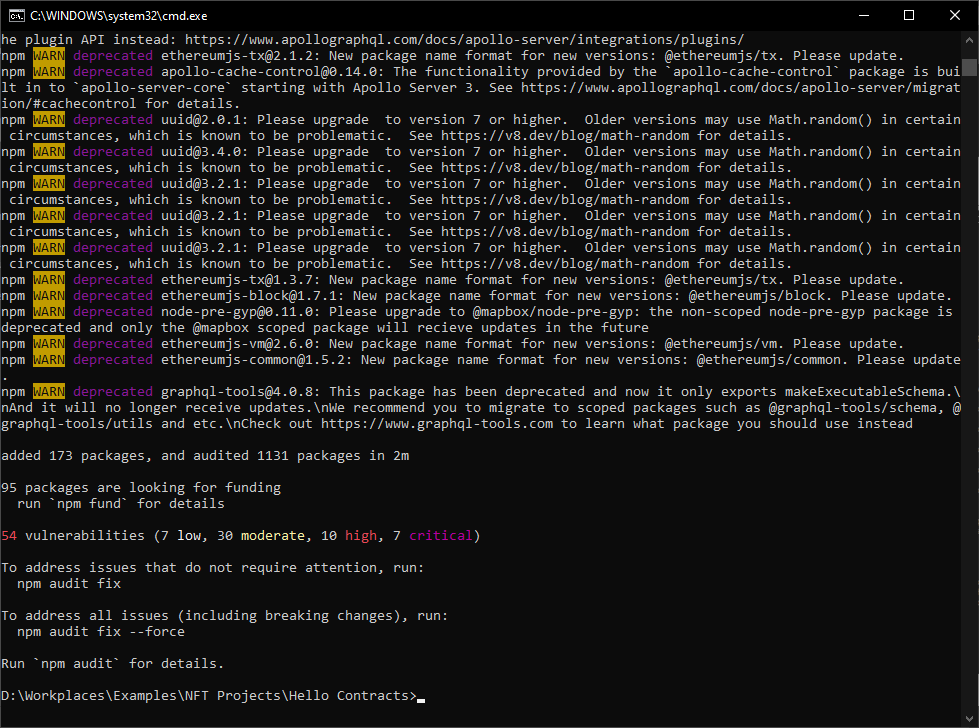 C:\WINDOWS\system32\cmd.exe
he plugin API instead: https://www.apollographql.com/docs/apollo-server/integrations/plugins/
npm WARN deprecated ethereumjs-tx@2.1.2: New package name format for new versions: @ethereumjs/tx. Please update.
npm WARN deprecated apollo-cache-control@0.14.0: The functionality provided by the `apollo-cache-control` package is bui
lt in to `apollo-server-core` starting with Apollo Server 3. See https://www.apollographql.com/docs/apollo-server/migrat
ion/#cachecontrol for details.
npm WARN deprecated uuid@2.0.1: Please upgrade  to version 7 or higher.  Older versions may use Math.random() in certain
 circumstances, which is known to be problematic.  See https://v8.dev/blog/math-random for details.
npm WARN deprecated uuid@3.4.0: Please upgrade  to version 7 or higher.  Older versions may use Math.random() in certain
 circumstances, which is known to be problematic.  See https://v8.dev/blog/math-random for details.
npm WARN deprecated uuid@3.2.1: Please upgrade  to version 7 or higher.  Older versions may use Math.random() in certain
 circumstances, which is known to be problematic.  See https://v8.dev/blog/math-random for details.
npm WARN deprecated uuid@3.2.1: Please upgrade  to version 7 or higher.  Older versions may use Math.random() in certain
 circumstances, which is known to be problematic.  See https://v8.dev/blog/math-random for details.
npm WARN deprecated uuid@3.2.1: Please upgrade  to version 7 or higher.  Older versions may use Math.random() in certain
 circumstances, which is known to be problematic.  See https://v8.dev/blog/math-random for details.
npm WARN deprecated ethereumjs-tx@1.3.7: New package name format for new versions: @ethereumjs/tx. Please update.
npm WARN deprecated ethereumjs-block@1.7.1: New package name format for new versions: @ethereumjs/block. Please update.
npm WARN deprecated node-pre-gyp@0.11.0: Please upgrade to @mapbox/node-pre-gyp: the non-scoped node-pre-gyp package is
deprecated and only the @mapbox scoped package will recieve updates in the future
npm WARN deprecated ethereumjs-vm@2.6.0: New package name format for new versions: @ethereumjs/vm. Please update.
npm WARN deprecated ethereumjs-common@1.5.2: New package name format for new versions: @ethereumjs/common. Please update
.
npm WARN deprecated graphql-tools@4.0.8: This package has been deprecated and now it only exports makeExecutableSchema.\
nAnd it will no longer receive updates.\nWe recommend you to migrate to scoped packages such as @graphql-tools/schema, @
graphql-tools/utils and etc.\nCheck out https://www.graphql-tools.com to learn what package you should use instead
added 173 packages, and audited 1131 packages in 2m
95 packages are looking for funding
  run `npm fund` for details
54 vulnerabilities (7 low, 30 moderate, 10 high, 7 critical)
To address issues that do not require attention, run:
  npm audit fix
To address all issues (including breaking changes), run:
  npm audit fix --force
Run `npm audit` for details.
D:\Workplaces\Examples\NFT Projects\Hello Contracts>